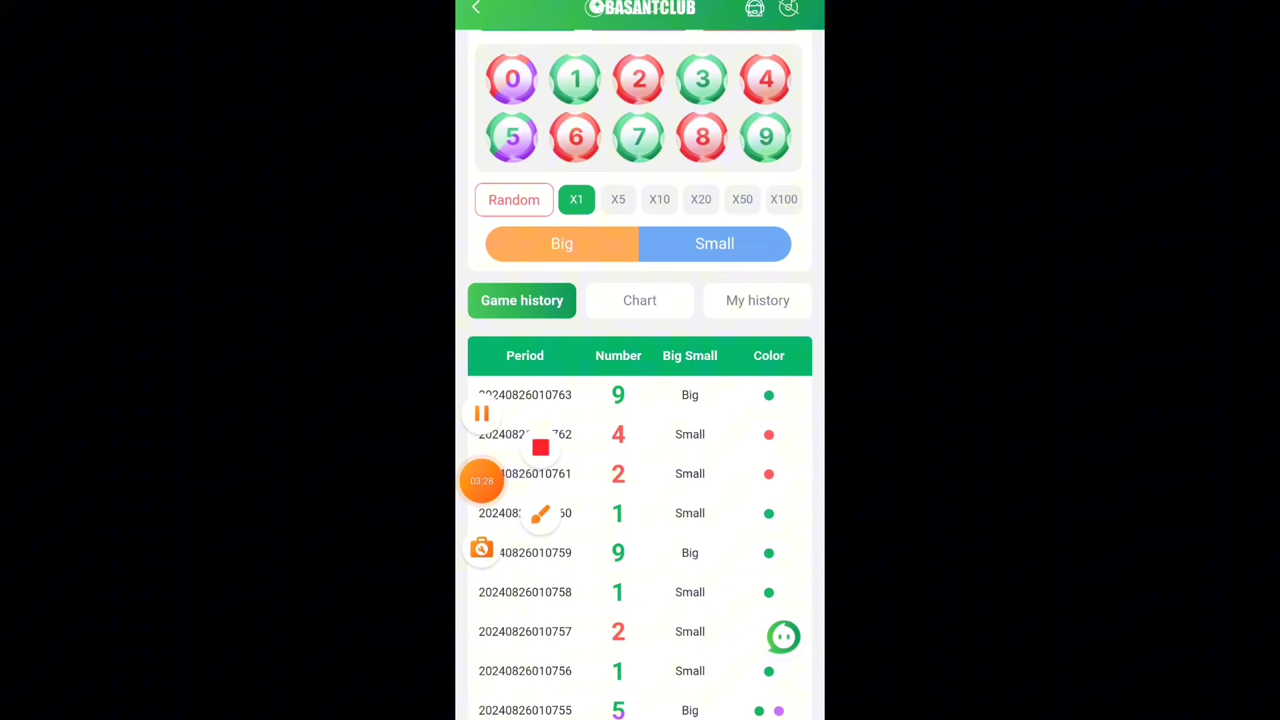 BASANTCLUB
0 1 2 3 4
5 6 7 8 9
Random X1 X5 X10 X20 X50 X100
Big Small
Game history Chart My history
Period Number Big Small Color
20240826010763 9 Big
4 Small
2 Small
1 Small
9 Big
20240826010758 1 Small
20240826010757 2 Small
20240826010756 1 Small
20240826010755 5 Big
03:28